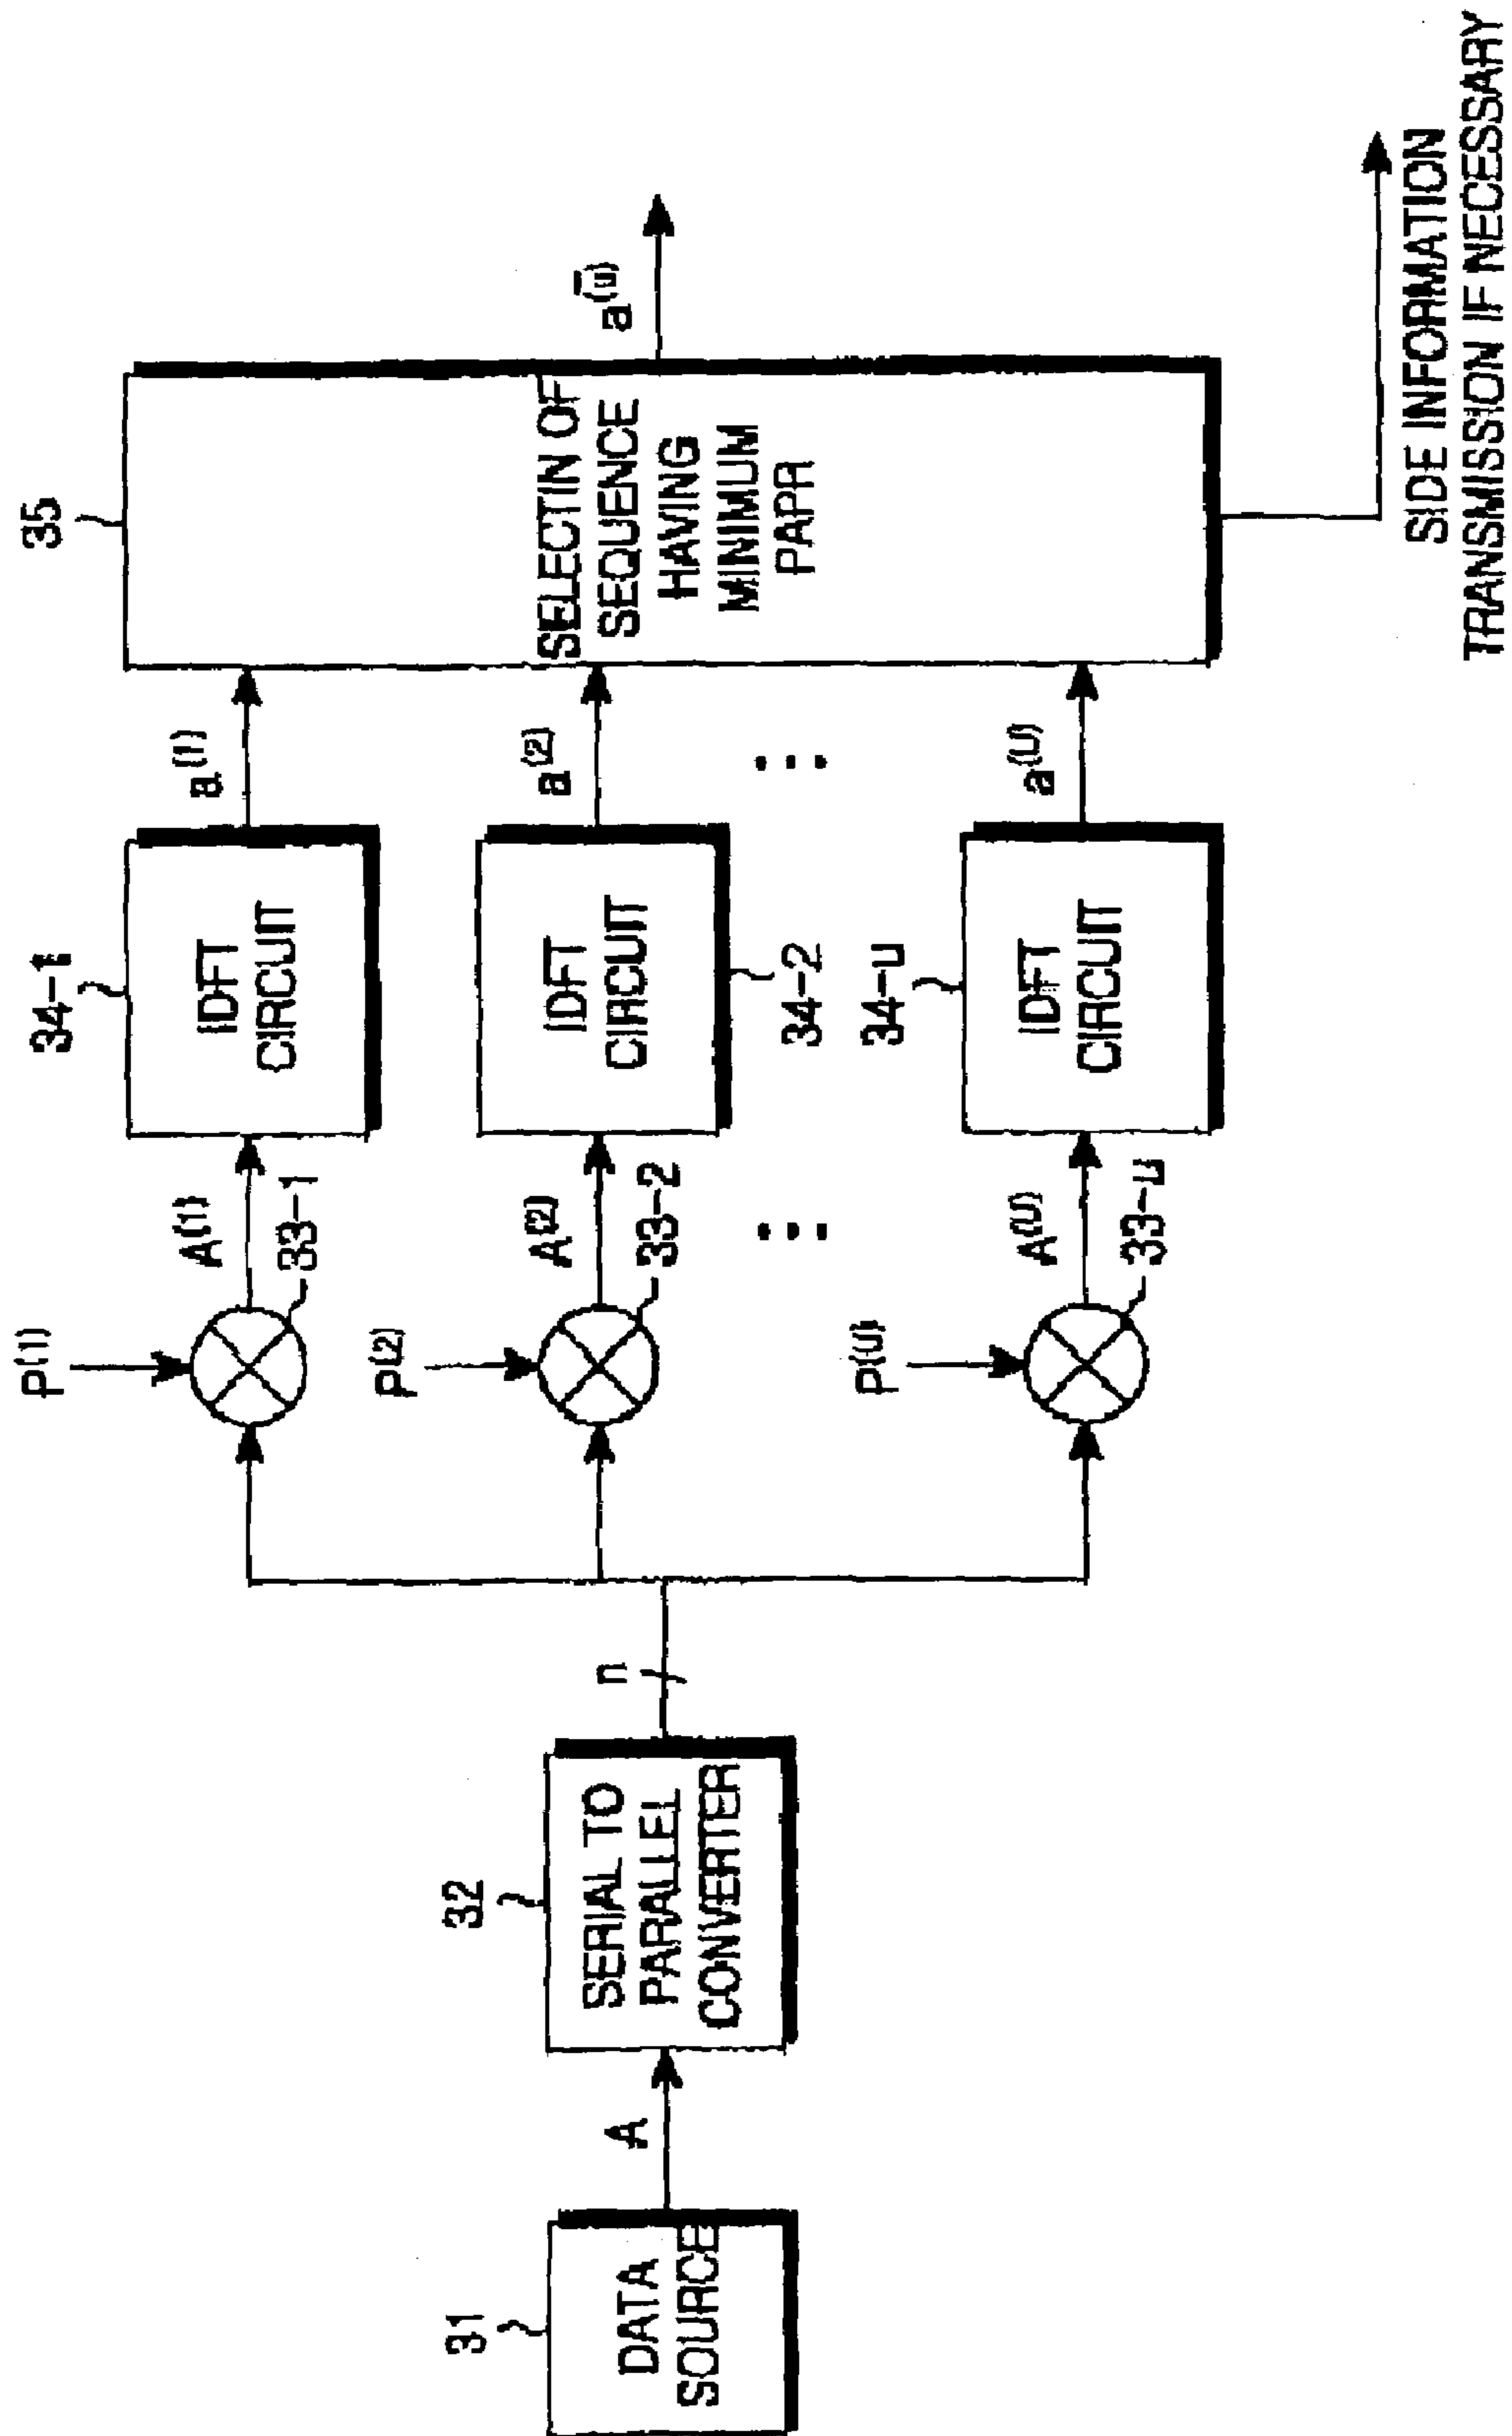 31
DATA
SOURCE
A
32
SERIAL TO
PARALLEL
CONVERTER
n
P(1)
A(1)
33-1
34-1
IDFT
CIRCUIT
a(1)
P(2)
A(2)
33-2
IDFT
CIRCUIT
34-2
a(2)
P(U)
A(U)
33-u
34-u
IDFT
CIRCUIT
a(U)
35
SELECTIN OF
SEQUENCE
HAVING
MINIMUM
PAPR
a(ū)
SIDE INFORMATION
TRANSMISSION IF NECESSARY